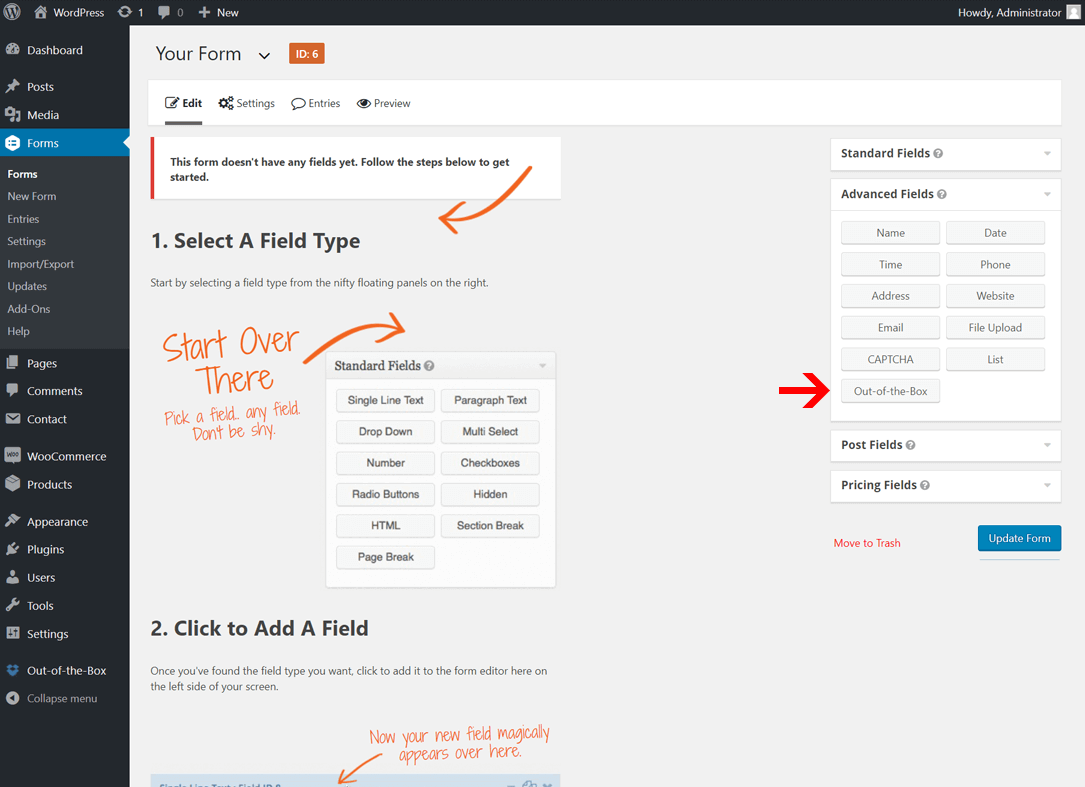 WordPress 1 0 New
Howdy, Administrator
Dashboard
Posts
Media
Forms
Forms
New Form
Entries
Settings
Import/Export
Updates
Add-Ons
Help
Pages
Comments
Contact
WooCommerce
Products
Appearance
Plugins
Users
Tools
Settings
Out-of-the-Box
Collapse menu
Your Form ID: 6
Edit Settings Entries Preview
This form doesn't have any fields yet. Follow the steps below to get
started.
1. Select A Field Type
Start by selecting a field type from the nifty floating panels on the right.
Start Over
There
Pick a field.. any field.
Don't be shy.
Standard Fields ?
Single Line Text Paragraph Text
Drop Down Multi Select
Number Checkboxes
Radio Buttons Hidden
HTML Section Break
Page Break
2. Click to Add A Field
Once you've found the field type you want, click to add it to the form editor here on
the left side of your screen.
Now your new field magically
appears over here.
Single Line Text : Field ID 8
Standard Fields ?
Advanced Fields ?
Name Date
Time Phone
Address Website
Email File Upload
CAPTCHA List
Out-of-the-Box
Post Fields ?
Pricing Fields ?
Move to Trash Update Form